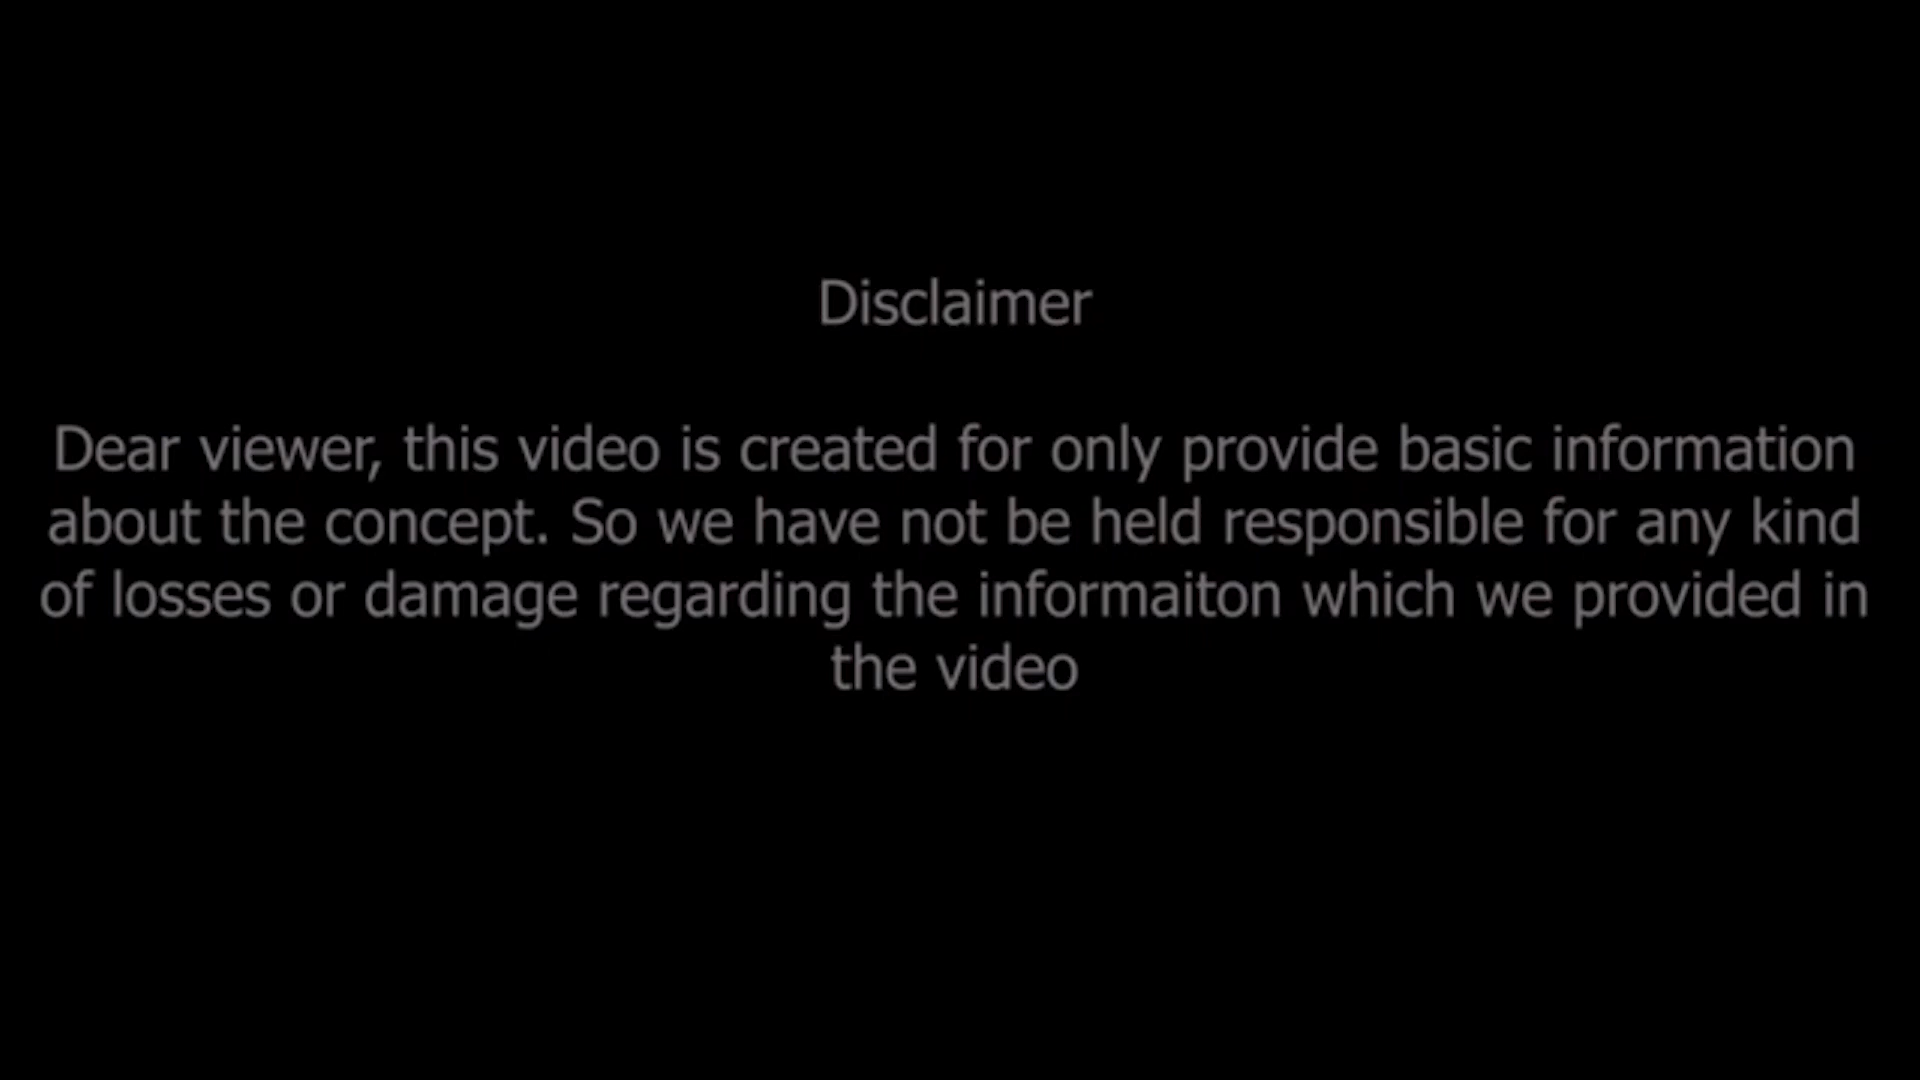 Disclaimer
Dear viewer, this video is created for only provide basic information
about the concept. So we have not be held responsible for any kind
of losses or damage regarding the informaiton which we provided in
the video